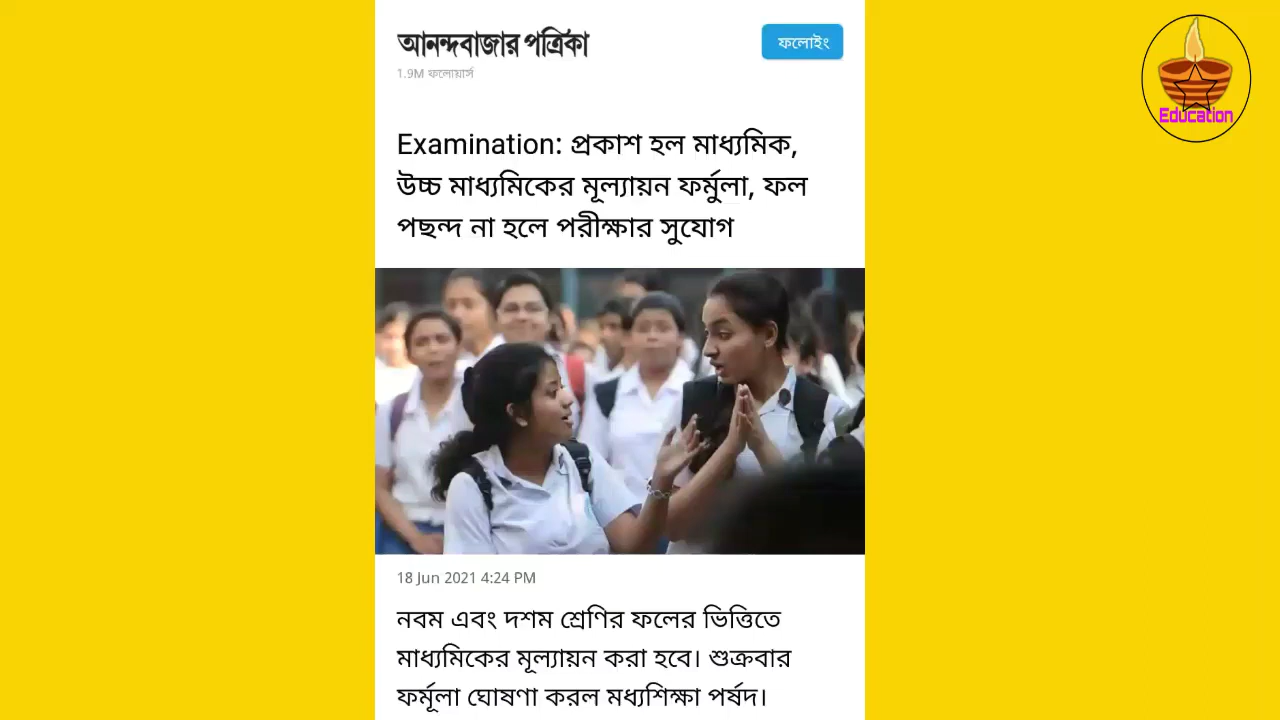 আনন্দবাজার পত্রিকা
ফলোইং
1.9M ফলোয়ার্স
Education
Examination: প্রকাশ হল মাধ্যমিক,
উচ্চ মাধ্যমিকের মূল্যায়ন ফর্মুলা, ফল
পছন্দ না হলে পরীক্ষার সুযোগ
18 Jun 2021 4:24 PM
নবম এবং দশম শ্রেণির ফলের ভিত্তিতে
মাধ্যমিকের মূল্যায়ন করা হবে। শুক্রবার
ফর্মূলা ঘোষণা করল মধ্যশিক্ষা পর্ষদ।